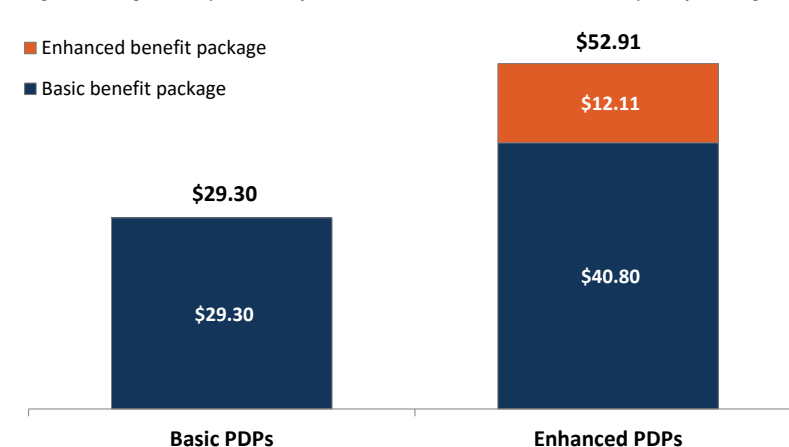 Enhanced benefit package
Basic benefit package
$52.91
$12.11
$29.30
$40.80
$29.30
Basic PDPs
Enhanced PDPs